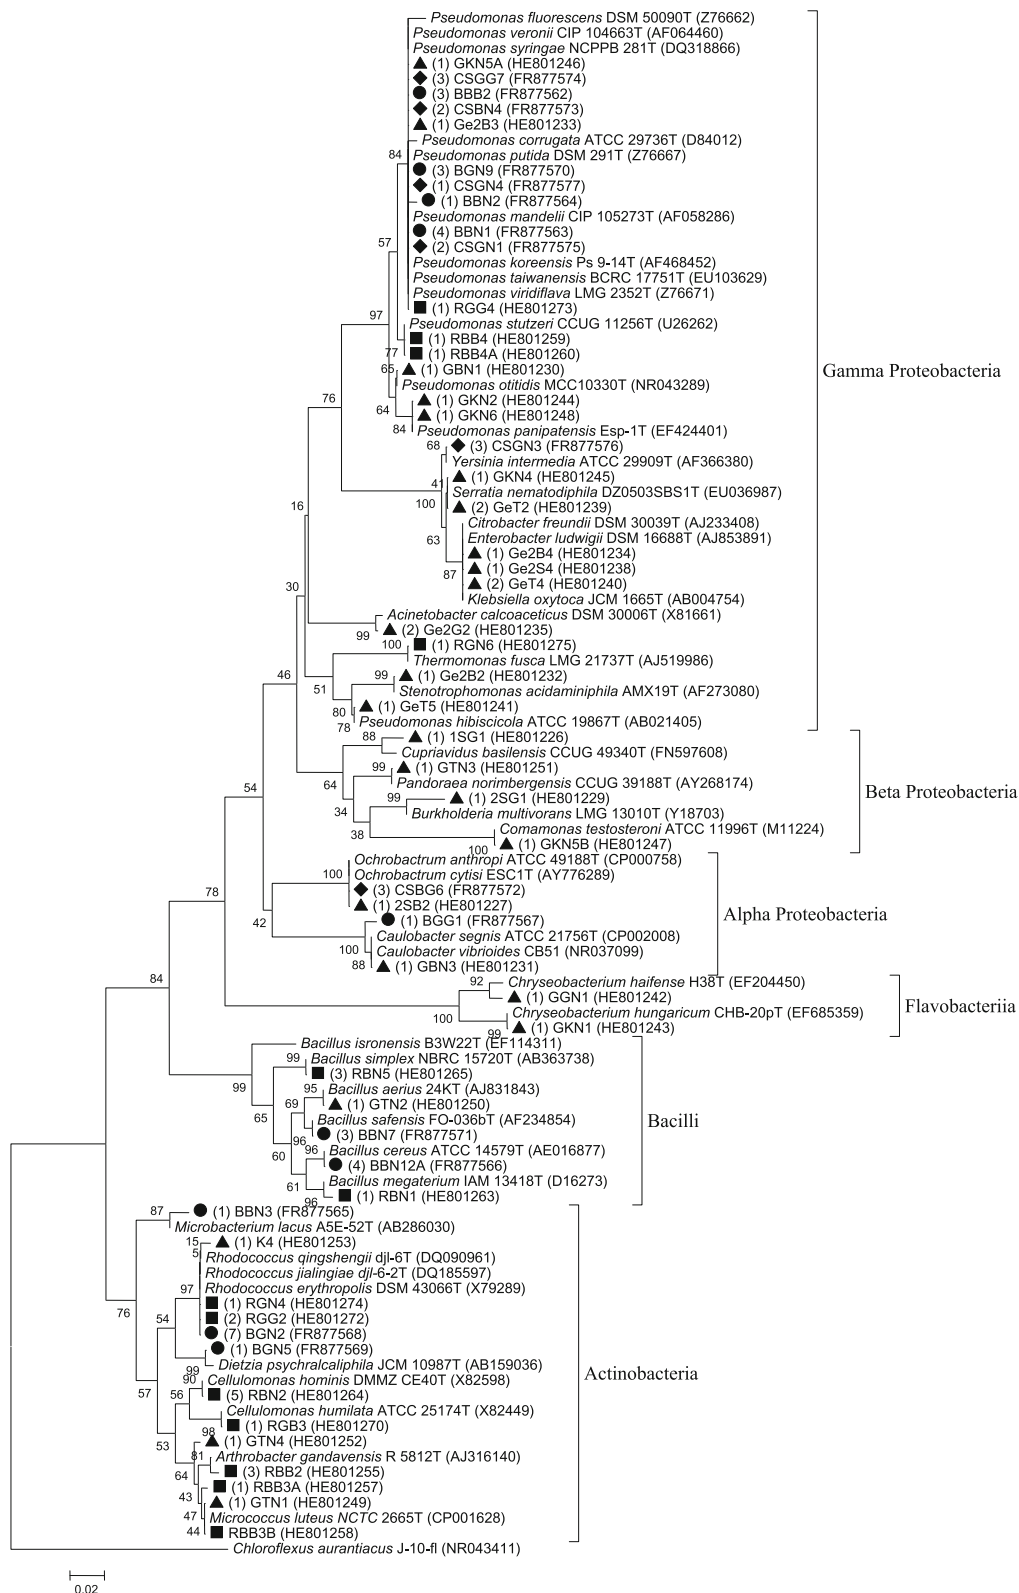 Pseudomonas fluorescens DSM 50090T (Z76662)
Pseudomonas veronii CIP 104663T (AF064460)
Pseudomonas syringae NCPPB 281T (DQ318866)
(1) GKN5A (HE801246)
(3) CSGG7 (FR877574)
(3) BBB2 (FR877562)
(2) CSBN4 (FR877573)
(1) Ge2B3 (HE801233)
Pseudomonas corrugata ATCC 29736T (D84012)
84 Pseudomonas putida DSM 291T (Z76667)
(3) BGN9 (FR877570)
(1) CSGN4 (FR877577)
(1) BBN2 (FR877564)
Pseudomonas mandelii CIP 105273T (AF058286)
(4) BBN1 (FR877563)
57 (2) CSGN1 (FR877575)
Pseudomonas koreensis Ps 9-14T (AF468452)
Pseudomonas taiwanensis BCRC 17751T (EU103629)
Pseudomonas viridiflava LMG 2352T (Z76671)
(1) RGG4 (HE801273)
97 Pseudomonas stutzeri CCUG 11256T (U26262)
(1) RBB4 (HE801259)
77 (1) RBB4A (HE801260)
65 (1) GBN1 (HE801230)
Gamma Proteobacteria
Pseudomonas otitidis MCC10330T (NR043289)
76 (1) GKN2 (HE801244)
64 (1) GKN6 (HE801248)
84 Pseudomonas panipatensis Esp-1T (EF424401)
68 (3) CSGN3 (FR877576)
Yersinia intermedia ATCC 29909T (AF366380)
41 (1) GKN4 (HE801245)
100 Serratia nematodiphila DZ0503SBS1T (EU036987)
16 (2) GeT2 (HE801239)
Citrobacter freundii DSM 30039T (AJ233408)
63 Enterobacter ludwigii DSM 16688T (AJ853891)
(1) Ge2B4 (HE801234)
87 (1) Ge2S4 (HE801238)
30 (2) GeT4 (HE801240)
Klebsiella oxytoca JCM 1665T (AB004754)
Acinetobacter calcoaceticus DSM 30006T (X81661)
99 (2) Ge2G2 (HE801235)
100 (1) RGN6 (HE801275)
Thermomonas fusca LMG 21737T (AJ519986)
46 99 (1) Ge2B2 (HE801232)
51 Stenotrophomonas acidaminiphila AMX19T (AF273080)
80 (1) GeT5 (HE801241)
78 Pseudomonas hibiscicola ATCC 19867T (AB021405)
88 (1) 1SG1 (HE801226)
Cupriavidus basilensis CCUG 49340T (FN597608)
99 (1) GTN3 (HE801251)
64 Pandoraea norimbergensis CCUG 39188T (AY268174)
Beta Proteobacteria
54 99 (1) 2SG1 (HE801229)
34 Burkholderia multivorans LMG 13010T (Y18703)
38 Comamonas testosteroni ATCC 11996T (M11224)
100 (1) GKN5B (HE801247)
Ochrobactrum anthropi ATCC 49188T (CP000758)
100 Ochrobactrum cytisi ESC1T (AY776289)
78 (3) CSBG6 (FR877572)
(1) 2SB2 (HE801227)
42 (1) BGG1 (FR877567)
Alpha Proteobacteria
Caulobacter segnis ATCC 21756T (CP002008)
100 Caulobacter vibrioides CB51 (NR037099)
88 (1) GBN3 (HE801231)
84 92 Chryseobacterium haifense H38T (EF204450)
(1) GGN1 (HE801242)
Flavobacteriia
100 Chryseobacterium hungaricum CHB-20pT (EF685359)
99 (1) GKN1 (HE801243)
Bacillus isronensis B3W22T (EF114311)
99 Bacillus simplex NBRC 15720T (AB363738)
99 (3) RBN5 (HE801265)
95 Bacillus aerius 24KT (AJ831843)
69 (1) GTN2 (HE801250)
65 Bacillus safensis FO-036bT (AF234854)
Bacilli
96 (3) BBN7 (FR877571)
60 96 Bacillus cereus ATCC 14579T (AE016877)
(4) BBN12A (FR877566)
61 Bacillus megaterium IAM 13418T (D16273)
96 (1) RBN1 (HE801263)
87 (1) BBN3 (FR877565)
Microbacterium lacus A5E-52T (AB286030)
15 (1) K4 (HE801253)
5 Rhodococcus qingshengii djl-6T (DQ090961)
Rhodococcus jialingiae djl-6-2T (DQ185597)
97 Rhodococcus erythropolis DSM 43066T (X79289)
(1) RGN4 (HE801274)
76 (2) RGG2 (HE801272)
54 (7) BGN2 (FR877568)
(1) BGN5 (FR877569)
99 Dietzia psychralcaliphila JCM 10987T (AB159036)
Actinobacteria
90 Cellulomonas hominis DMMZ CE40T (X82598)
57 56 (5) RBN2 (HE801264)
Cellulomonas humilata ATCC 25174T (X82449)
98 (1) RGB3 (HE801270)
53 (1) GTN4 (HE801252)
81 Arthrobacter gandavensis R 5812T (AJ316140)
64 (3) RBB2 (HE801255)
43 (1) RBB3A (HE801257)
(1) GTN1 (HE801249)
47 Micrococcus luteus NCTC 2665T (CP001628)
44 RBB3B (HE801258)
Chloroflexus aurantiacus J-10-fl (NR043411)
0.02